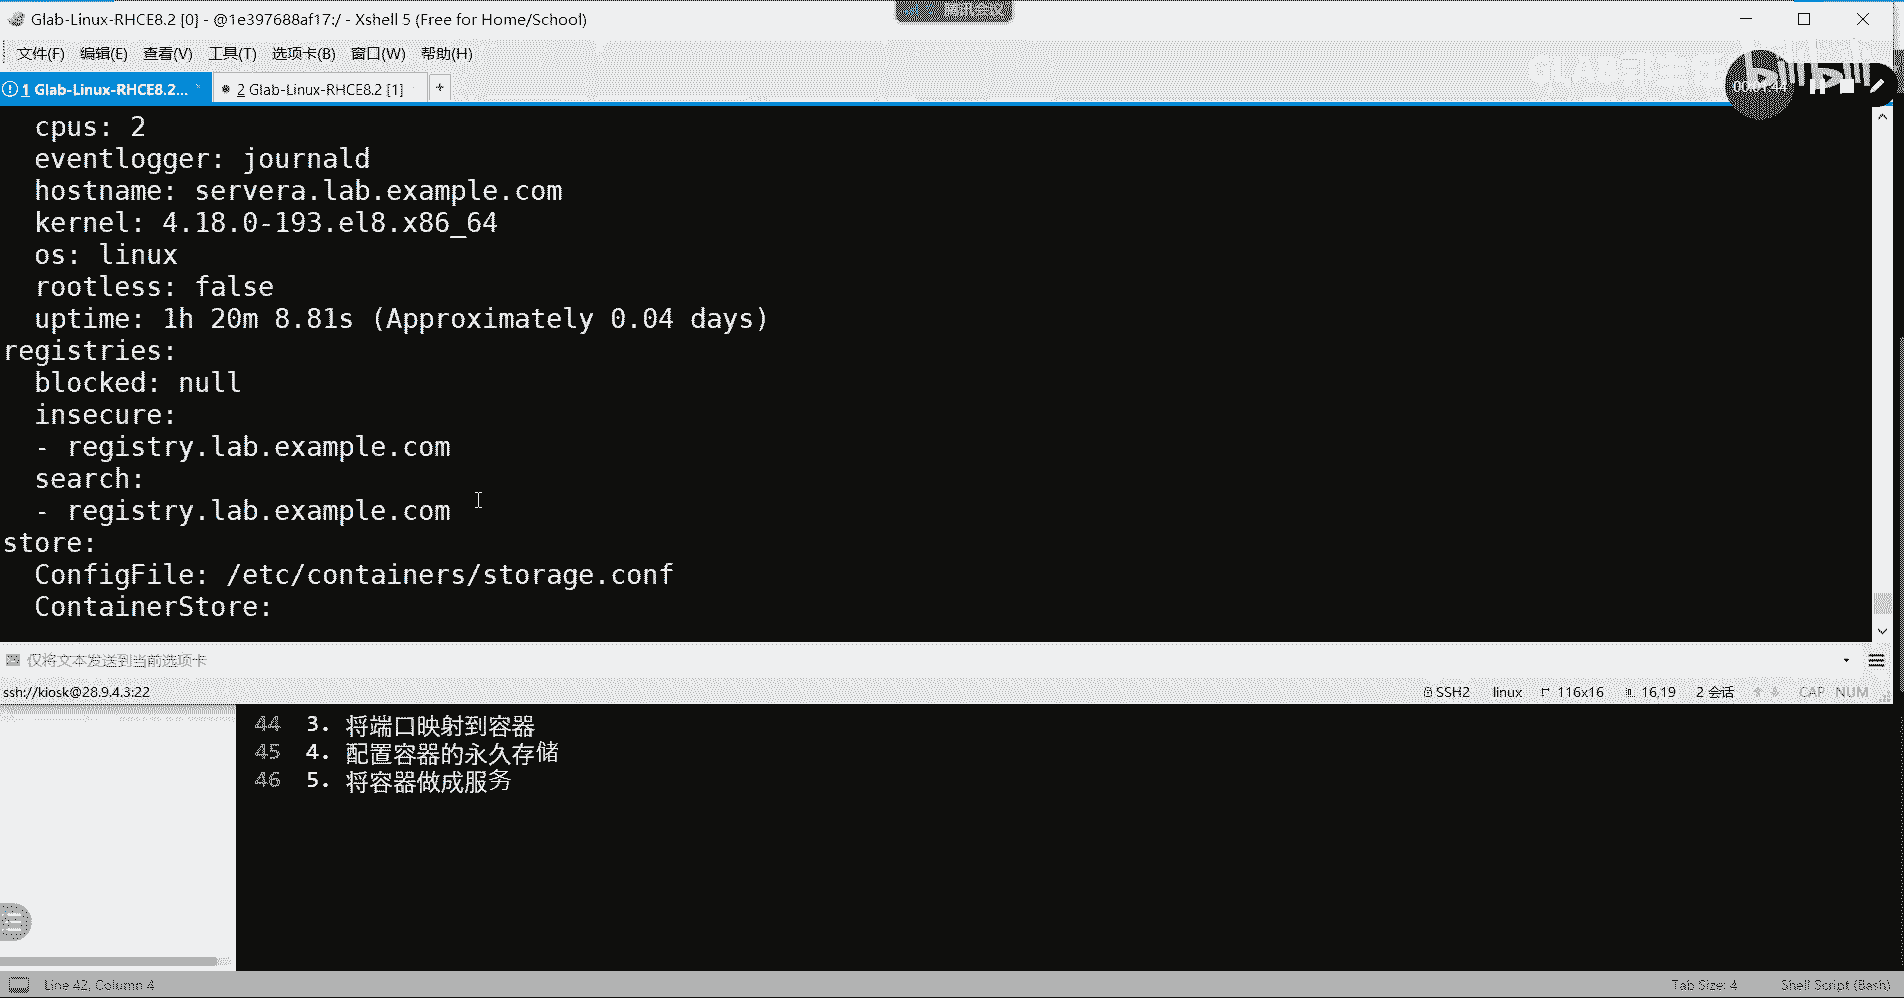 Glab-Linux-RHCE8.2 [0] - @1e397688af17:/ - Xshell 5 (Free for Home/School)
腾讯会议
文件(F) 编辑(E) 查看(V) 工具(T) 选项卡(B) 窗口(W) 帮助(H)
bilibili
00:01:44
1 Glab-Linux-RHCE8.2... 2 Glab-Linux-RHCE8.2 [1] +
cpus: 2
eventlogger: journald
hostname: servera.lab.example.com
kernel: 4.18.0-193.el8.x86_64
os: linux
rootless: false
uptime: 1h 20m 8.81s (Approximately 0.04 days)
registries:
blocked: null
insecure:
- registry.lab.example.com
search:
- registry.lab.example.com
store:
ConfigFile: /etc/containers/storage.conf
ContainerStore:
仅将文本发送到当前选项卡
ssh://kiosk@28.9.4.3:22 SSH2 linux 116x16 16,19 2 会话 CAP NUM
44 3. 将端口映射到容器
45 4. 配置容器的永久存储
46 5. 将容器做成服务
Line 42, Column 4 Tab Size: 4 Shell Script (Bash)